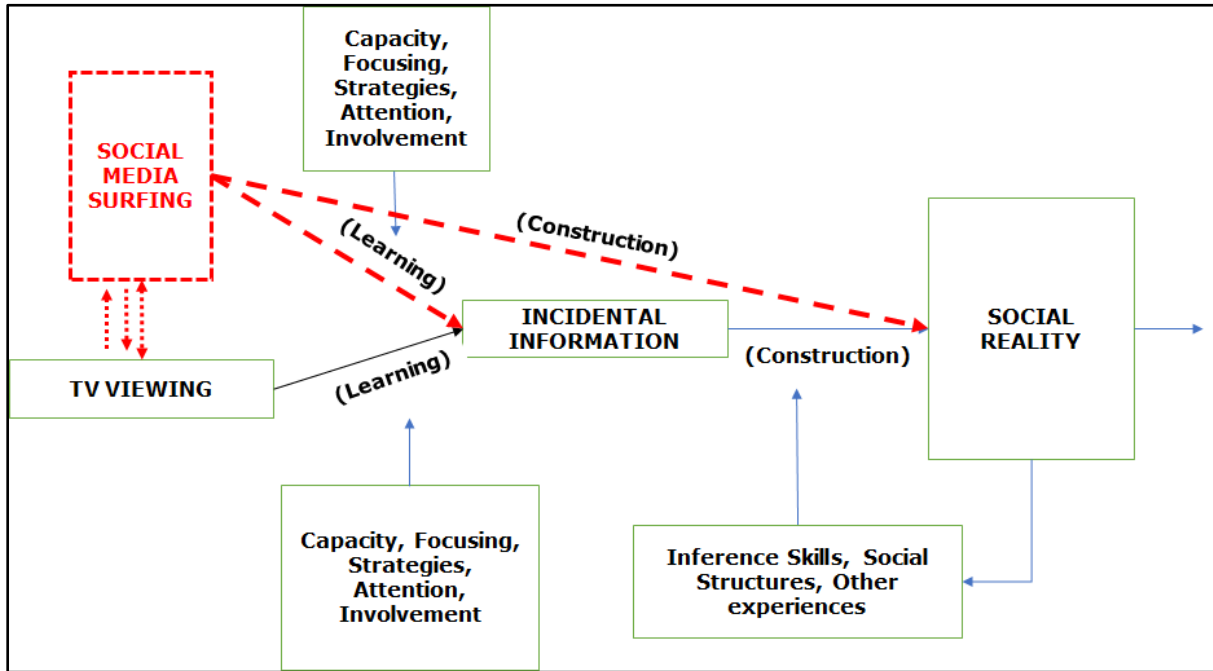 Capacity,
Focusing,
Strategies,
Attention,
Involvement
SOCIAL
MEDIA
SURFING
(Construction)
(Learning)
INCIDENTAL
INFORMATION
SOCIAL
REALITY
(Construction)
(Learning)
TV VIEWING
Capacity, Focusing,
Strategies,
Attention,
Involvement
Inference Skills, Social
Structures, Other
experiences